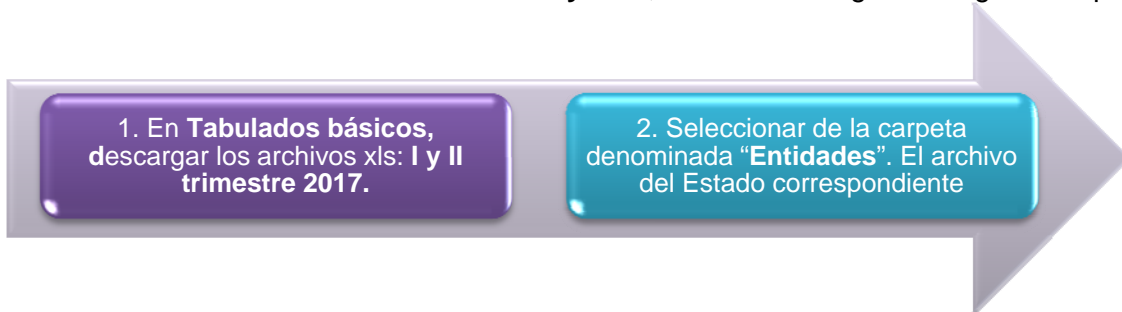 1. En Tabulados básicos,
descargar los archivos xls: I y II
trimestre 2017.
2. Seleccionar de la carpeta
denominada “Entidades”. El archivo
del Estado correspondiente